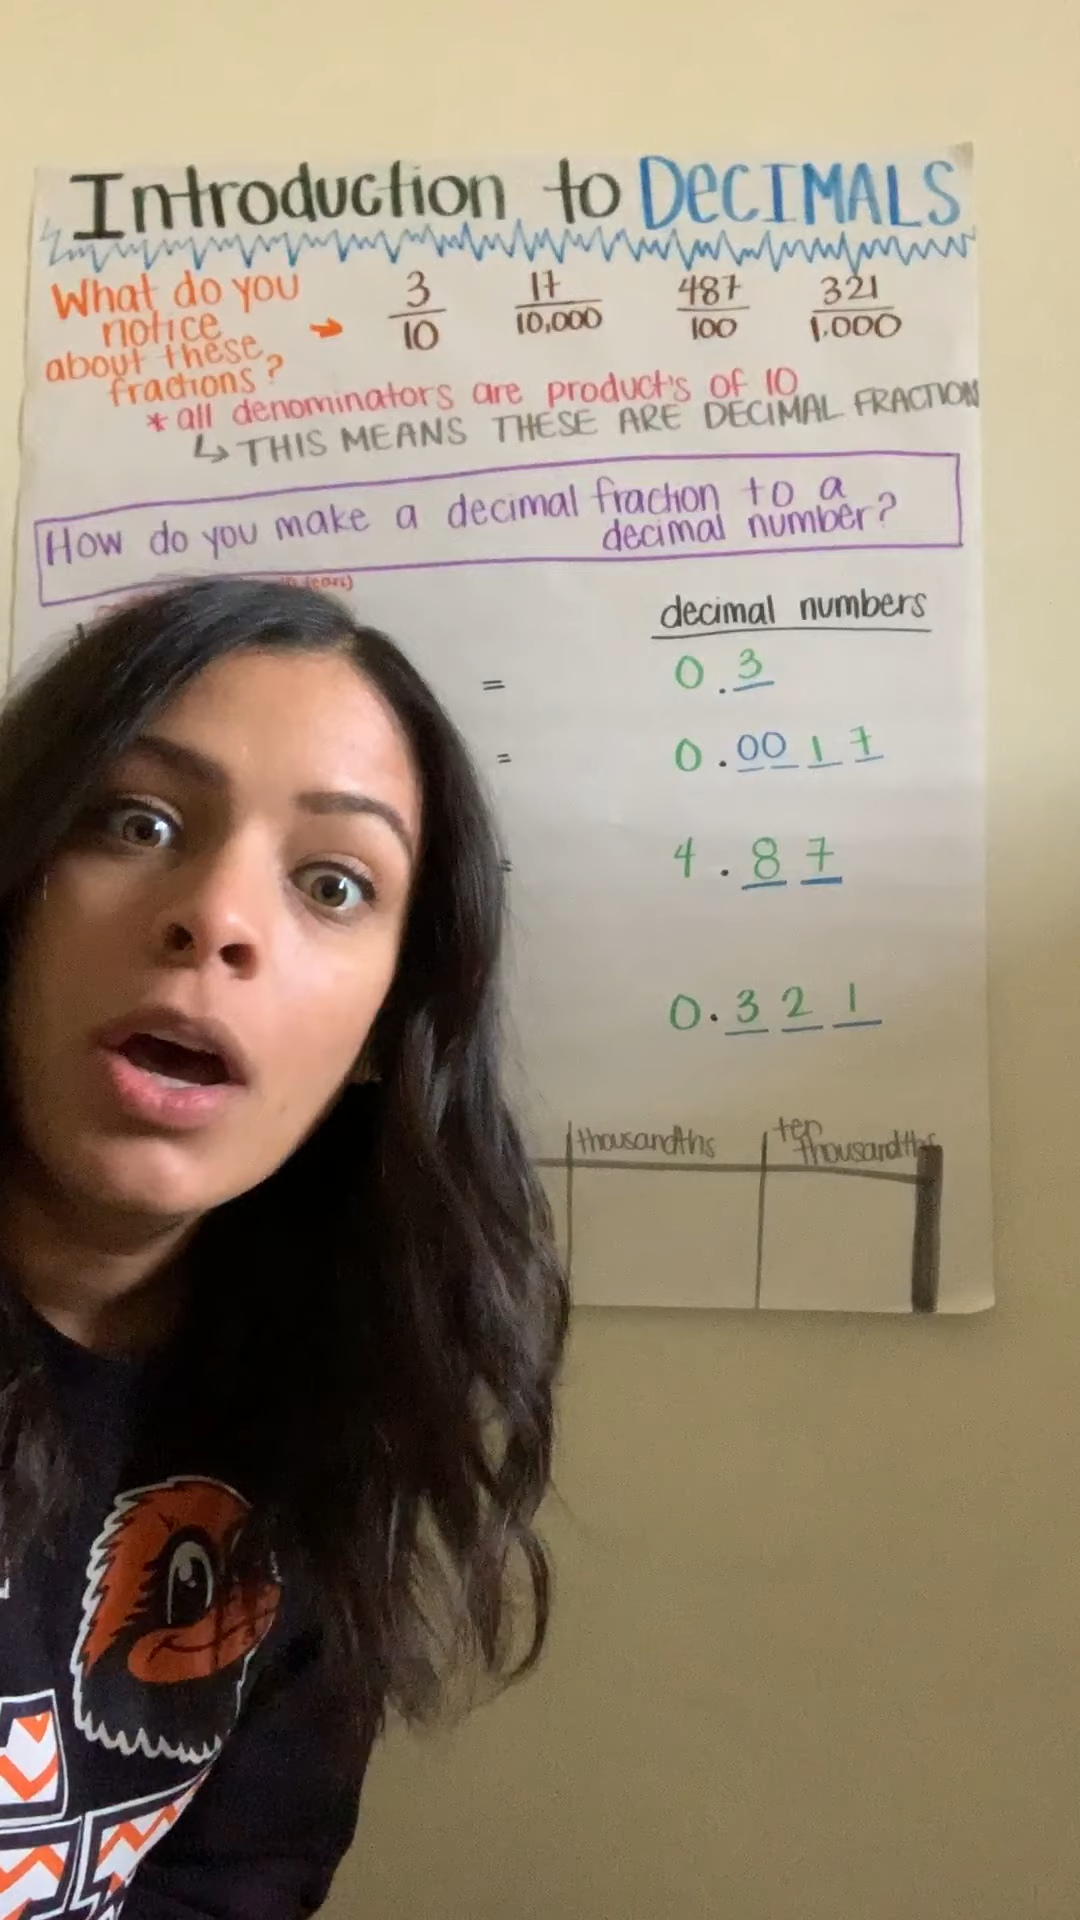 Introduction to DECIMALS
What do you
notice
about these
fractions?
3/10 17/10,000 487/100 321/1.000
* all denominators are product's of 10
↳ THIS MEANS THESE ARE DECIMAL FRACTION
How do you make a decimal fraction to a
decimal number?
decimal numbers
= 0.3
= 0.0017
= 4.87
0.321
thousandths
ten
thousandths